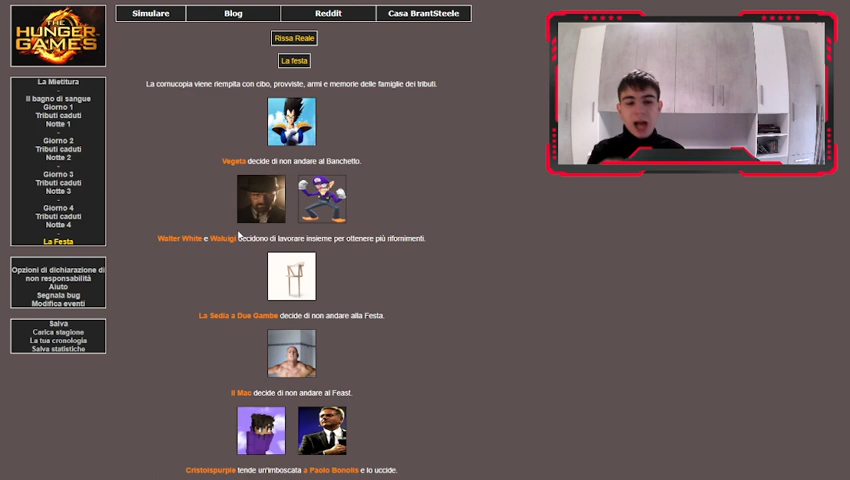 THE
HUNGER
GAMES
Simulare
Blog
Reddit
Casa BrantSteele
La Mietitura
-
Il bagno di sangue
Giorno 1
Tributi caduti
Notte 1
-
Giorno 2
Tributi caduti
Notte 2
-
Giorno 3
Tributi caduti
Notte 3
-
Giorno 4
Tributi caduti
Notte 4
-
La Festa
Opzioni di dichiarazione di
non responsabilità
Aiuto
Segnala bug
Modifica eventi
Salva
Carica stagione
La tua cronologia
Salva statistiche
Rissa Reale
La festa
La cornucopia viene riempita con cibo, provviste, armi e memorie delle famiglie dei tributi.
Vegeta decide di non andare al Banchetto.
Walter White e Waluigi decidono di lavorare insieme per ottenere più rifornimenti.
La Sedia a Due Gambe decide di non andare alla Festa.
Il Mac decide di non andare al Feast.
Cristoispurple tende un'imboscata a Paolo Bonolis e lo uccide.